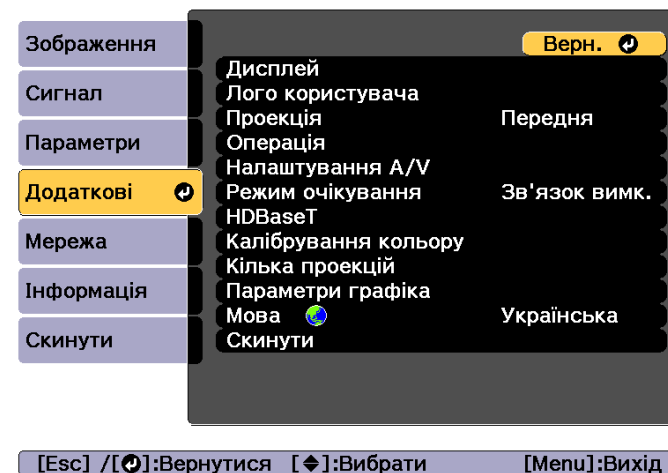 Зображення
Сигнал
Параметри
Додаткові
Мережа
Інформація
Скинути
Верн.
Дисплей
Лого користувача
Проекція Передня
Операція
Налаштування A/V
Режим очікування Зв'язок вимк.
HDBaseT
Калібрування кольору
Кілька проекцій
Параметри графіка
Мова Українська
Скинути
[Esc] /[⏎]:Вернутися [◆]:Вибрати [Menu]:Вихід